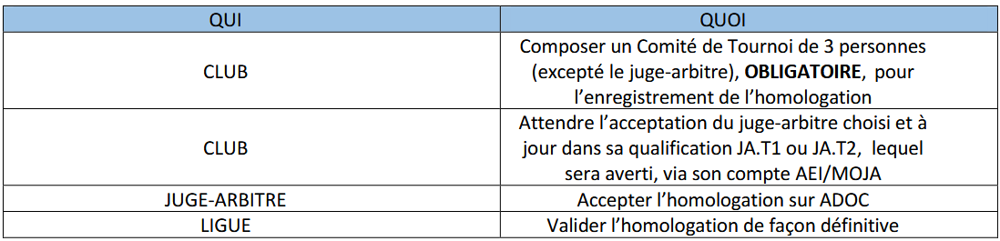 QUI
QUOI
CLUB
Composer un Comité de Tournoi de 3 personnes
(excepté le juge-arbitre), OBLIGATOIRE, pour
l’enregistrement de l’homologation
CLUB
Attendre l’acceptation du juge-arbitre choisi et à
jour dans sa qualification JA.T1 ou JA.T2, lequel
sera averti, via son compte AEI/MOJA
JUGE-ARBITRE
Accepter l’homologation sur ADOC
LIGUE
Valider l’homologation de façon définitive